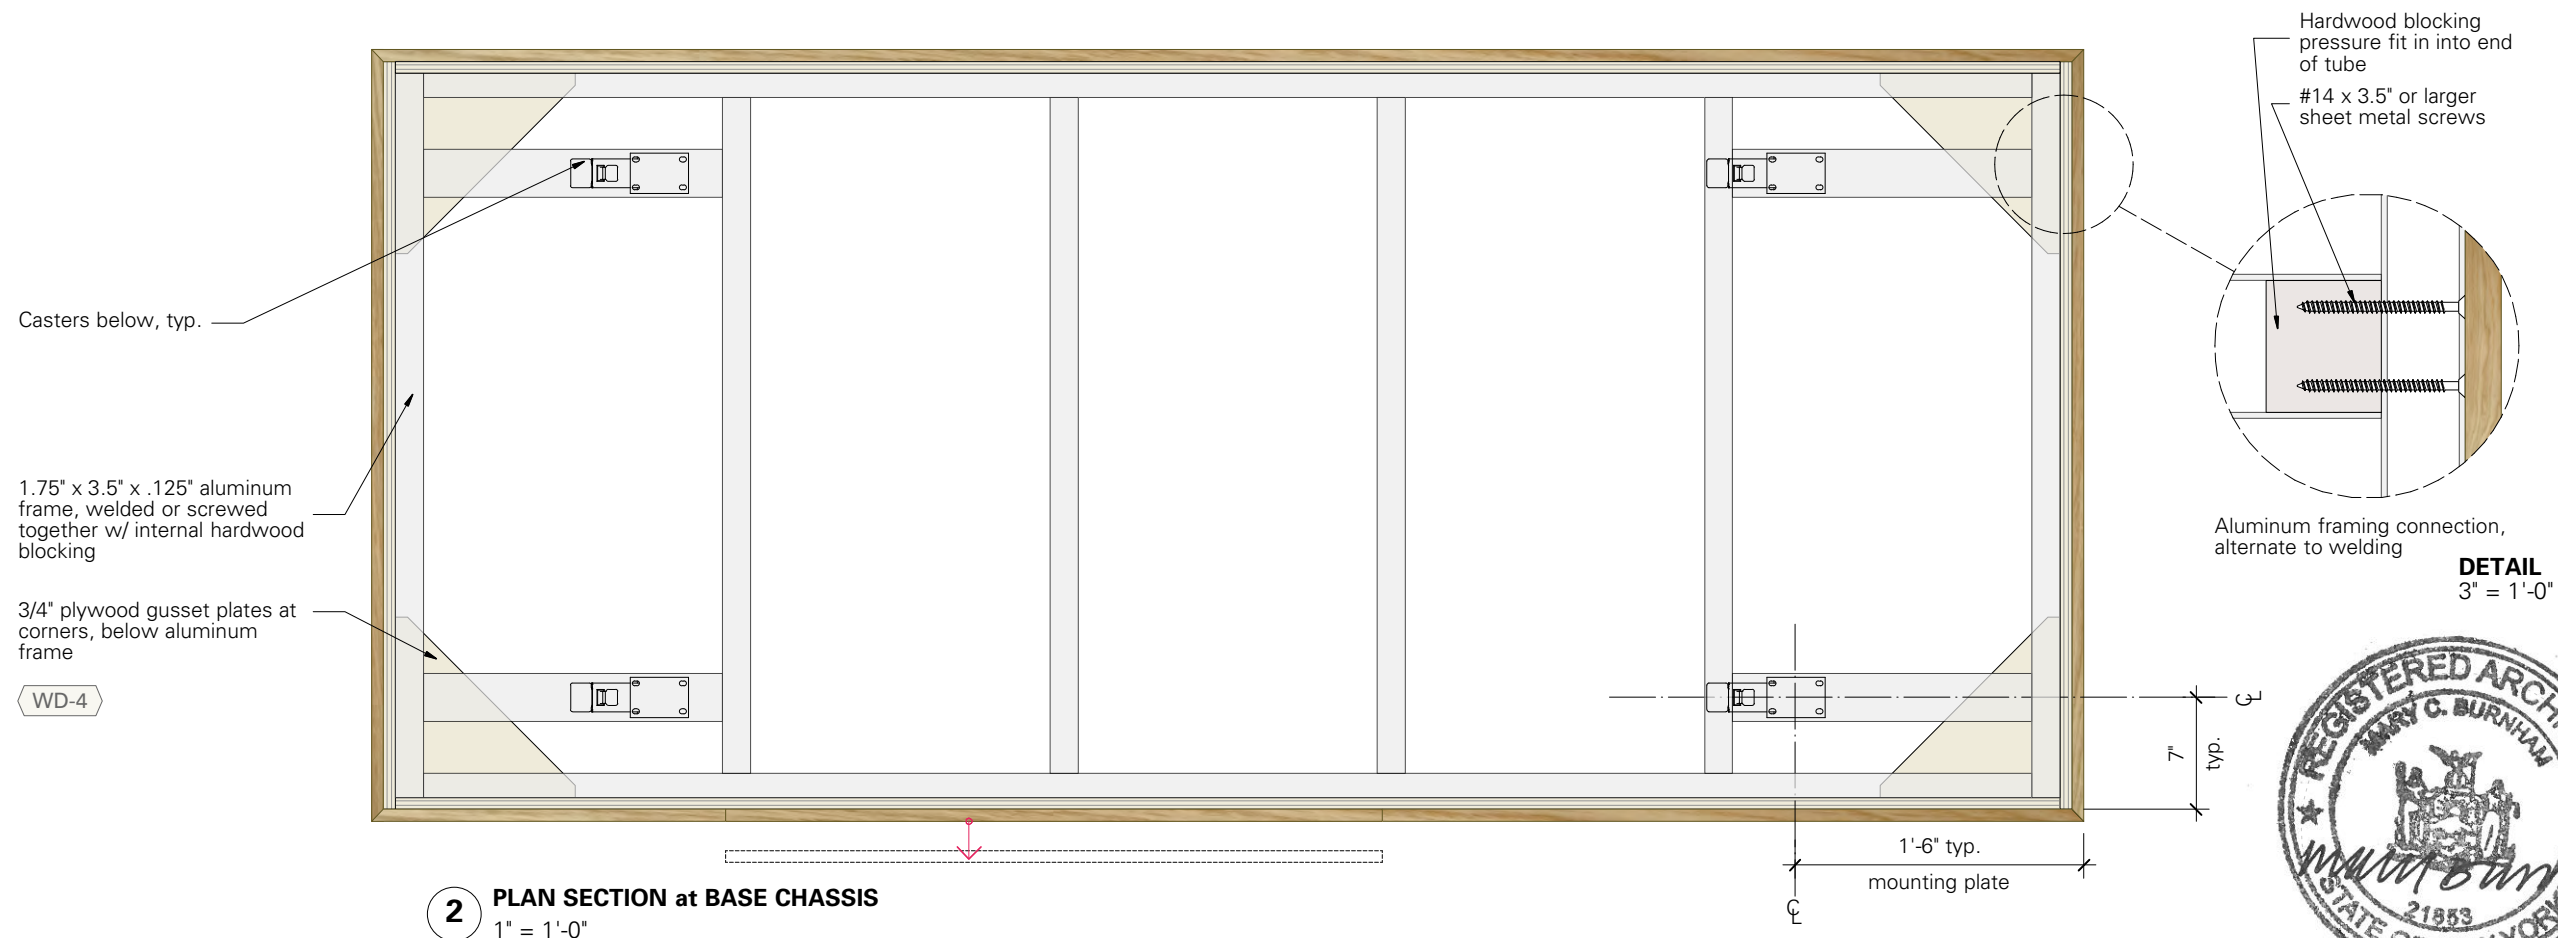 Hardwood blocking
pressure fit in into end
of tube
#14 x 3.5" or larger
sheet metal screws
Casters below, typ.
1.75" x 3.5" x .125" aluminum
frame, welded or screwed
together w/ internal hardwood
blocking
3/4" plywood gusset plates at
corners, below aluminum
frame
WD-4
Aluminum framing connection,
alternate to welding
DETAIL
3" = 1'-0"
7"
typ.
CL
1'-6" typ.
mounting plate
CL
2
PLAN SECTION at BASE CHASSIS
1" = 1'-0"
REGISTERED
MARY C. BURNHAM
21853
STATE